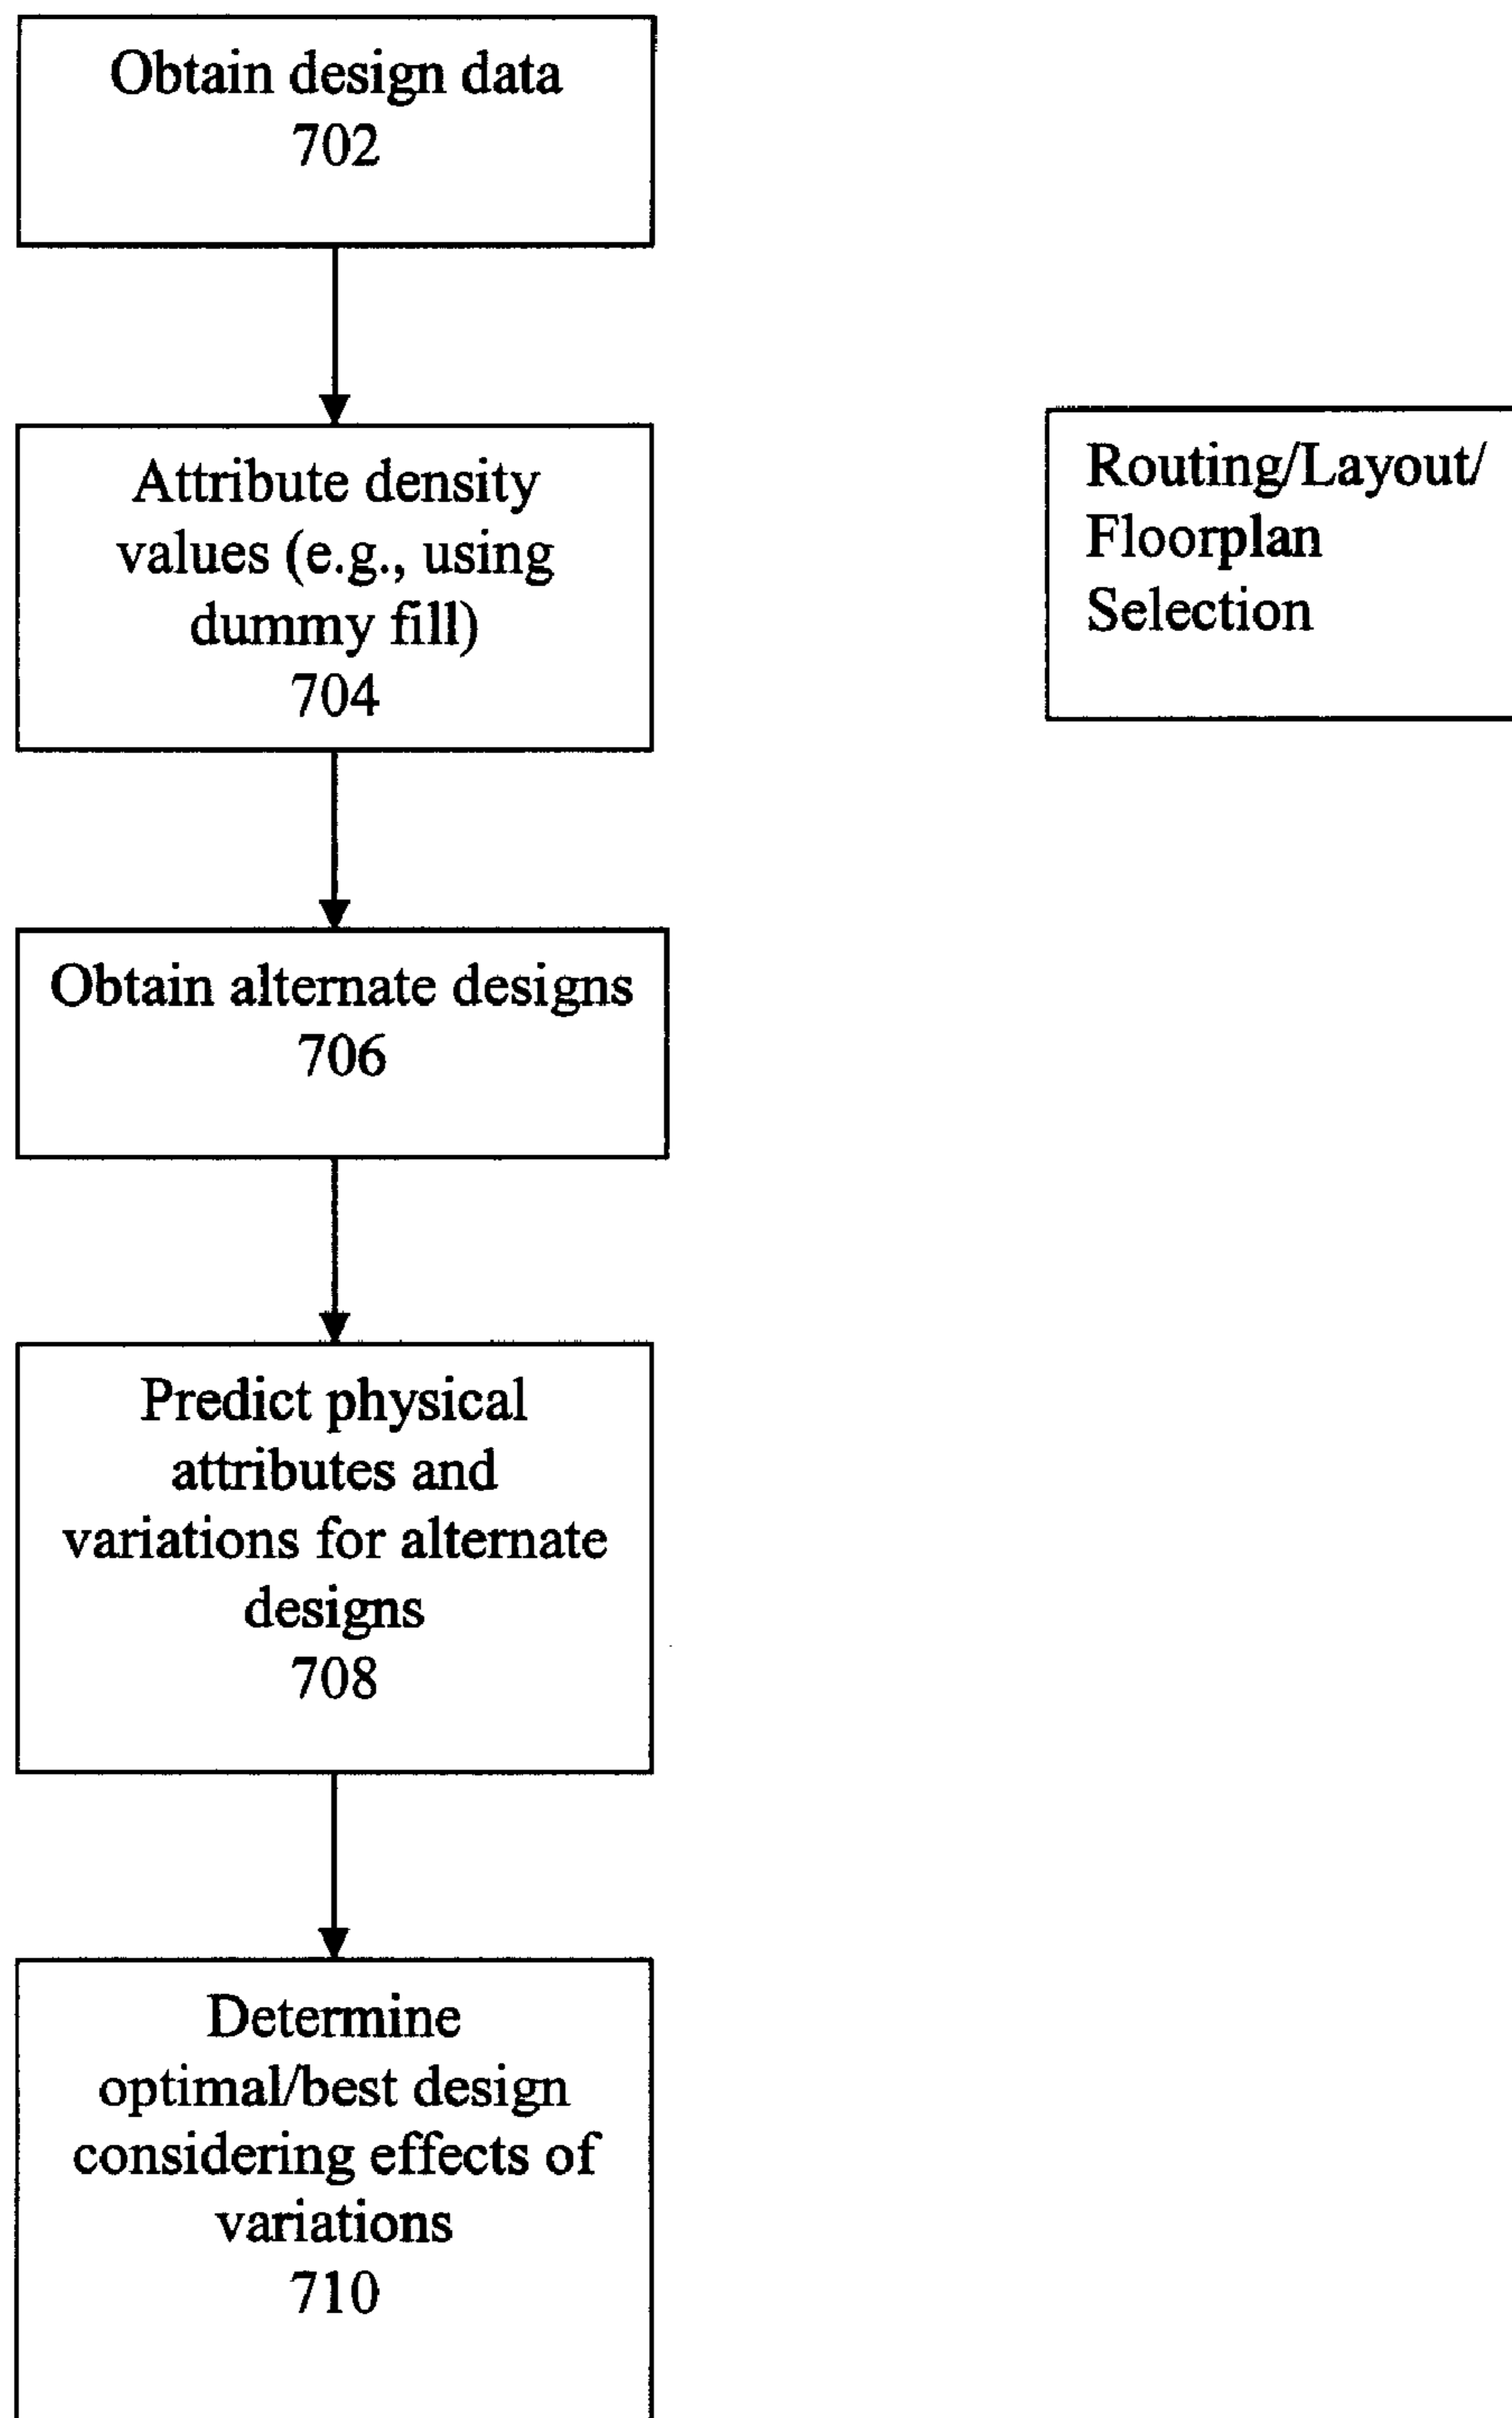 Obtain design data
702
Attribute density
values (e.g., using
dummy fill)
704
Routing/Layout/
Floorplan
Selection
Obtain alternate designs
706
Predict physical
attributes and
variations for alternate
designs
708
Determine
optimal/best design
considering effects of
variations
710